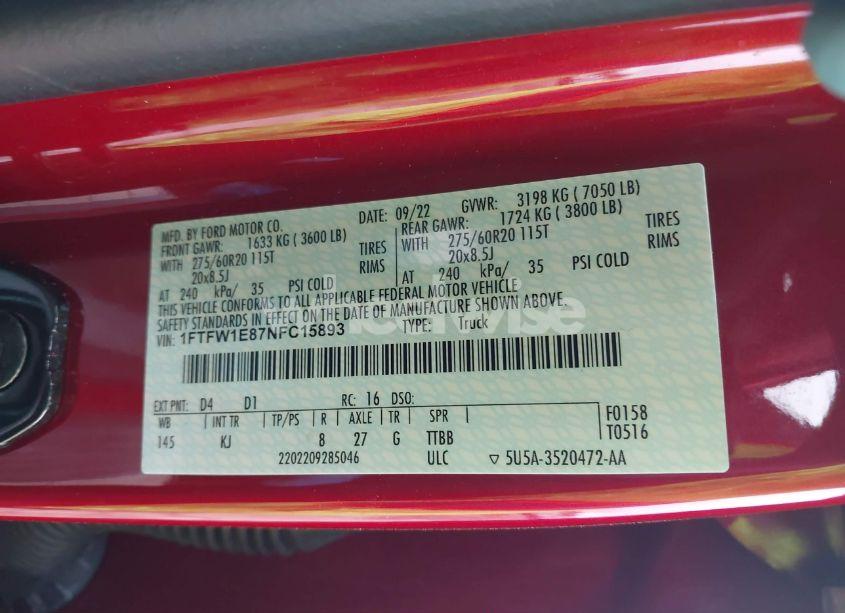 MFD. BY FORD MOTOR CO. DATE: 09/22 GVWR: 3198 KG ( 7050 LB)
FRONT GAWR: 1633 KG ( 3600 LB) REAR GAWR: 1724 KG ( 3800 LB)
WITH 275/60R20 115T TIRES WITH 275/60R20 115T TIRES
20x8.5J RIMS 20x8.5J RIMS
AT 240 kPa/ 35 PSI COLD AT 240 kPa/ 35 PSI COLD
THIS VEHICLE CONFORMS TO ALL APPLICABLE FEDERAL MOTOR VEHICLE
SAFETY STANDARDS IN EFFECT ON THE DATE OF MANUFACTURE SHOWN ABOVE.
VIN: 1FTFW1E87NFC15893 TYPE: Truck
EXT PNT: D4 D1 RC: 16 DSO:
WB INT TR TP/PS R AXLE TR SPR F0158
145 KJ 8 27 G TTBB T0516
2202209285046 ULC ▽ 5U5A-3520472-AA